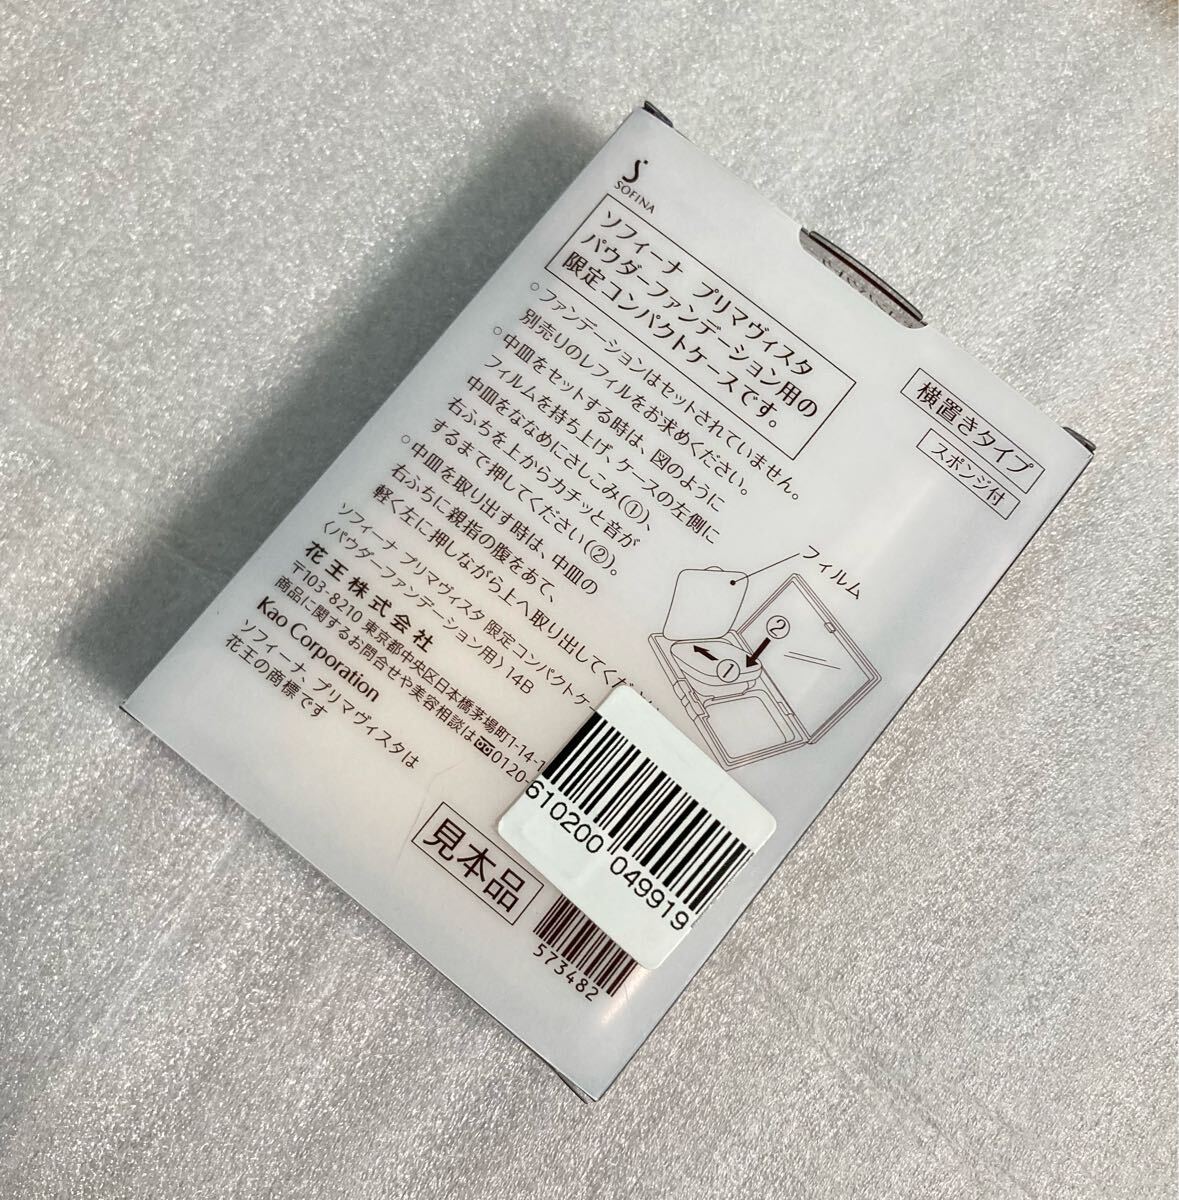 SOFINA
ソフィーナ プリマヴィスタ
パウダーファンデーション用の
限定コンパクトケースです。
横置きタイプ
スポンジ付
○ファンデーションはセットされていません。
別売りのレフィルをお求めください。
○中皿をセットする時は、図のように
フィルムを持ち上げ、ケースの左側に
中皿をななめにさしこみ(①)、
右ふちを上からカチッと音が
するまで押してください(②)。
○中皿を取り出す時は、中皿の
右ふちに親指の腹をあて、
軽く左に押しながら上へ取り出してくだ
フィルム
②
①
ソフィーナ プリマヴィスタ 限定コンパクトケー
〈パウダーファンデーション用〉14B
花王株式会社
〒103-8210 東京都中央区日本橋茅場町1-14-1
商品に関するお問合せや美容相談は 0120-
Kao Corporation
ソフィーナ、プリマヴィスタは
花王の商標です
見本品
610200 049919
573482